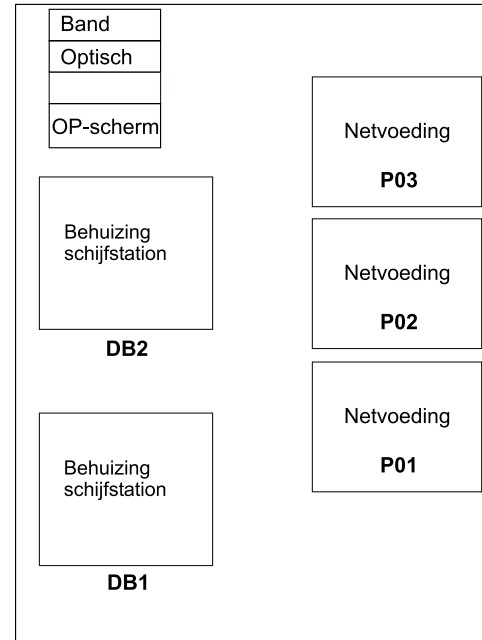 Band
Optisch
OP-scherm
Behuizing
schijfstation
DB2
Behuizing
schijfstation
DB1
Netvoeding
P03
Netvoeding
P02
Netvoeding
P01